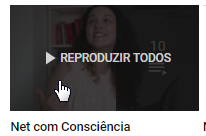 10
REPRODUZIR TODOS
Net com Consciência